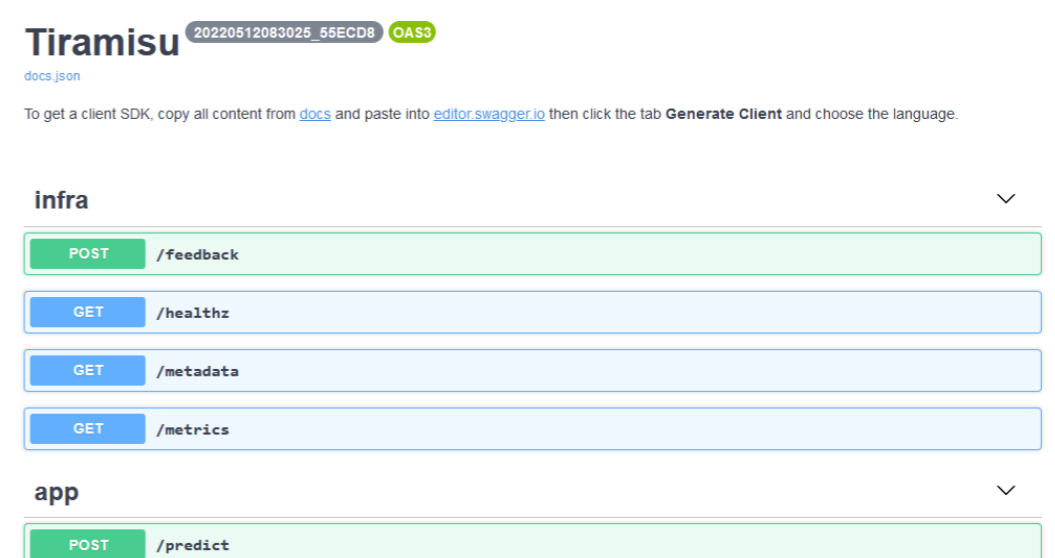 Tiramisu 20220512083025_55ECD8 OAS3
docs.json
To get a client SDK, copy all content from docs and paste into editor.swagger.io then click the tab Generate Client and choose the language.
infra
POST /feedback
GET /healthz
GET /metadata
GET /metrics
app
POST /predict